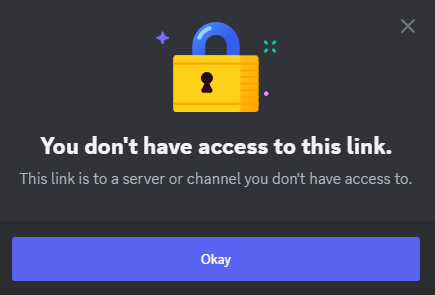 You don't have access to this link.
This link is to a server or channel you don't have access to.
Okay